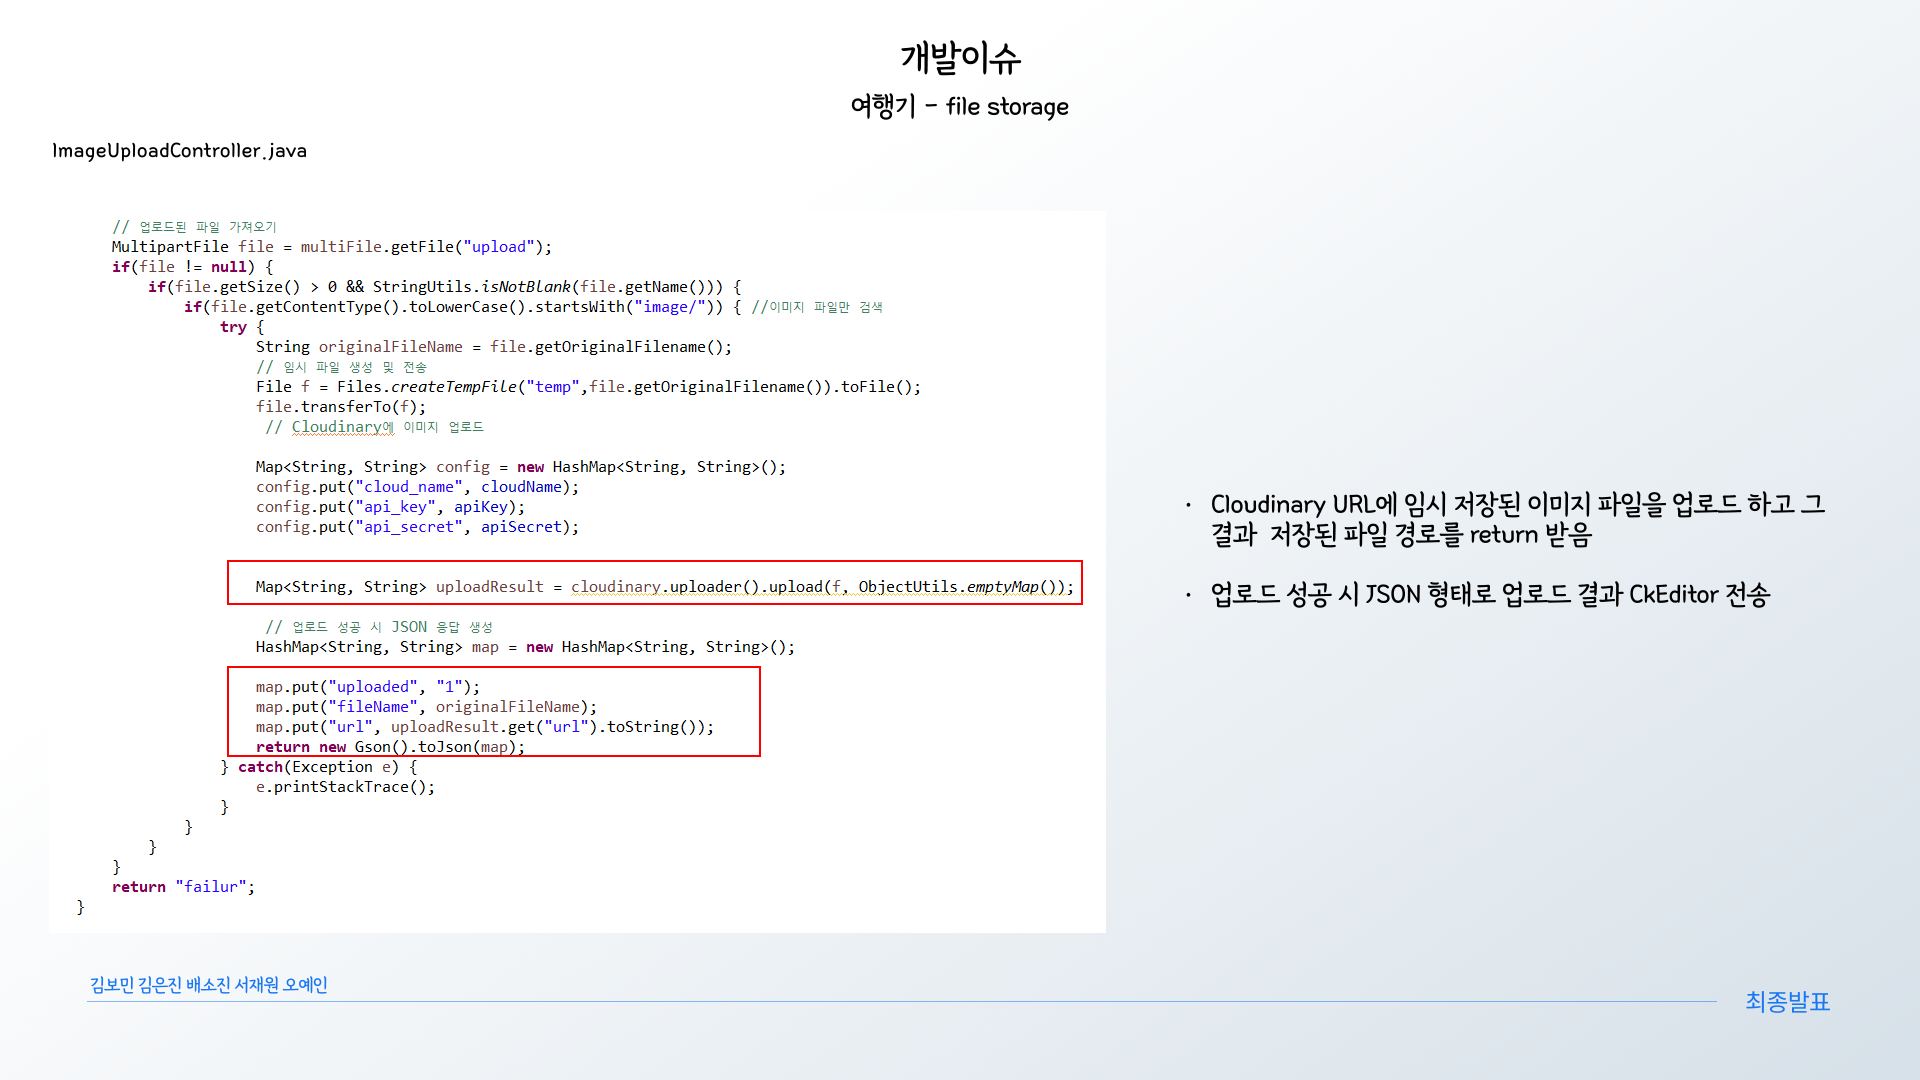 개발이슈
여행기 - file storage
ImageUploadController.java
// 업로드된 파일 가져오기
MultipartFile file = multiFile.getFile("upload");
if(file != null) {
if(file.getSize() > 0 && StringUtils.isNotBlank(file.getName())) {
if(file.getContentType().toLowerCase().startsWith("image/")) { //이미지 파일만 검색
try {
String originalFileName = file.getOriginalFilename();
// 임시 파일 생성 및 전송
File f = Files.createTempFile("temp",file.getOriginalFilename()).toFile();
file.transferTo(f);
// Cloudinary에 이미지 업로드
Map<String, String> config = new HashMap<String, String>();
config.put("cloud_name", cloudName);
config.put("api_key", apiKey);
config.put("api_secret", apiSecret);
Map<String, String> uploadResult = cloudinary.uploader().upload(f, ObjectUtils.emptyMap());
// 업로드 성공 시 JSON 응답 생성
HashMap<String, String> map = new HashMap<String, String>();
map.put("uploaded", "1");
map.put("fileName", originalFileName);
map.put("url", uploadResult.get("url").toString());
return new Gson().toJson(map);
} catch(Exception e) {
e.printStackTrace();
}
}
}
}
return "failur";
}
· Cloudinary URL에 임시 저장된 이미지 파일을 업로드 하고 그
결과 저장된 파일 경로를 return 받음
· 업로드 성공 시 JSON 형태로 업로드 결과 CkEditor 전송
김보민 김은진 배소진 서재원 오예인
최종발표